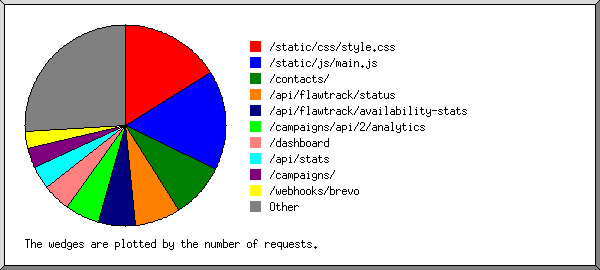 /static/css/style.css
/static/js/main.js
/contacts/
/api/flawtrack/status
/api/flawtrack/availability-stats
/campaigns/api/2/analytics
/dashboard
/api/stats
/campaigns/
/webhooks/brevo
Other
The wedges are plotted by the number of requests.